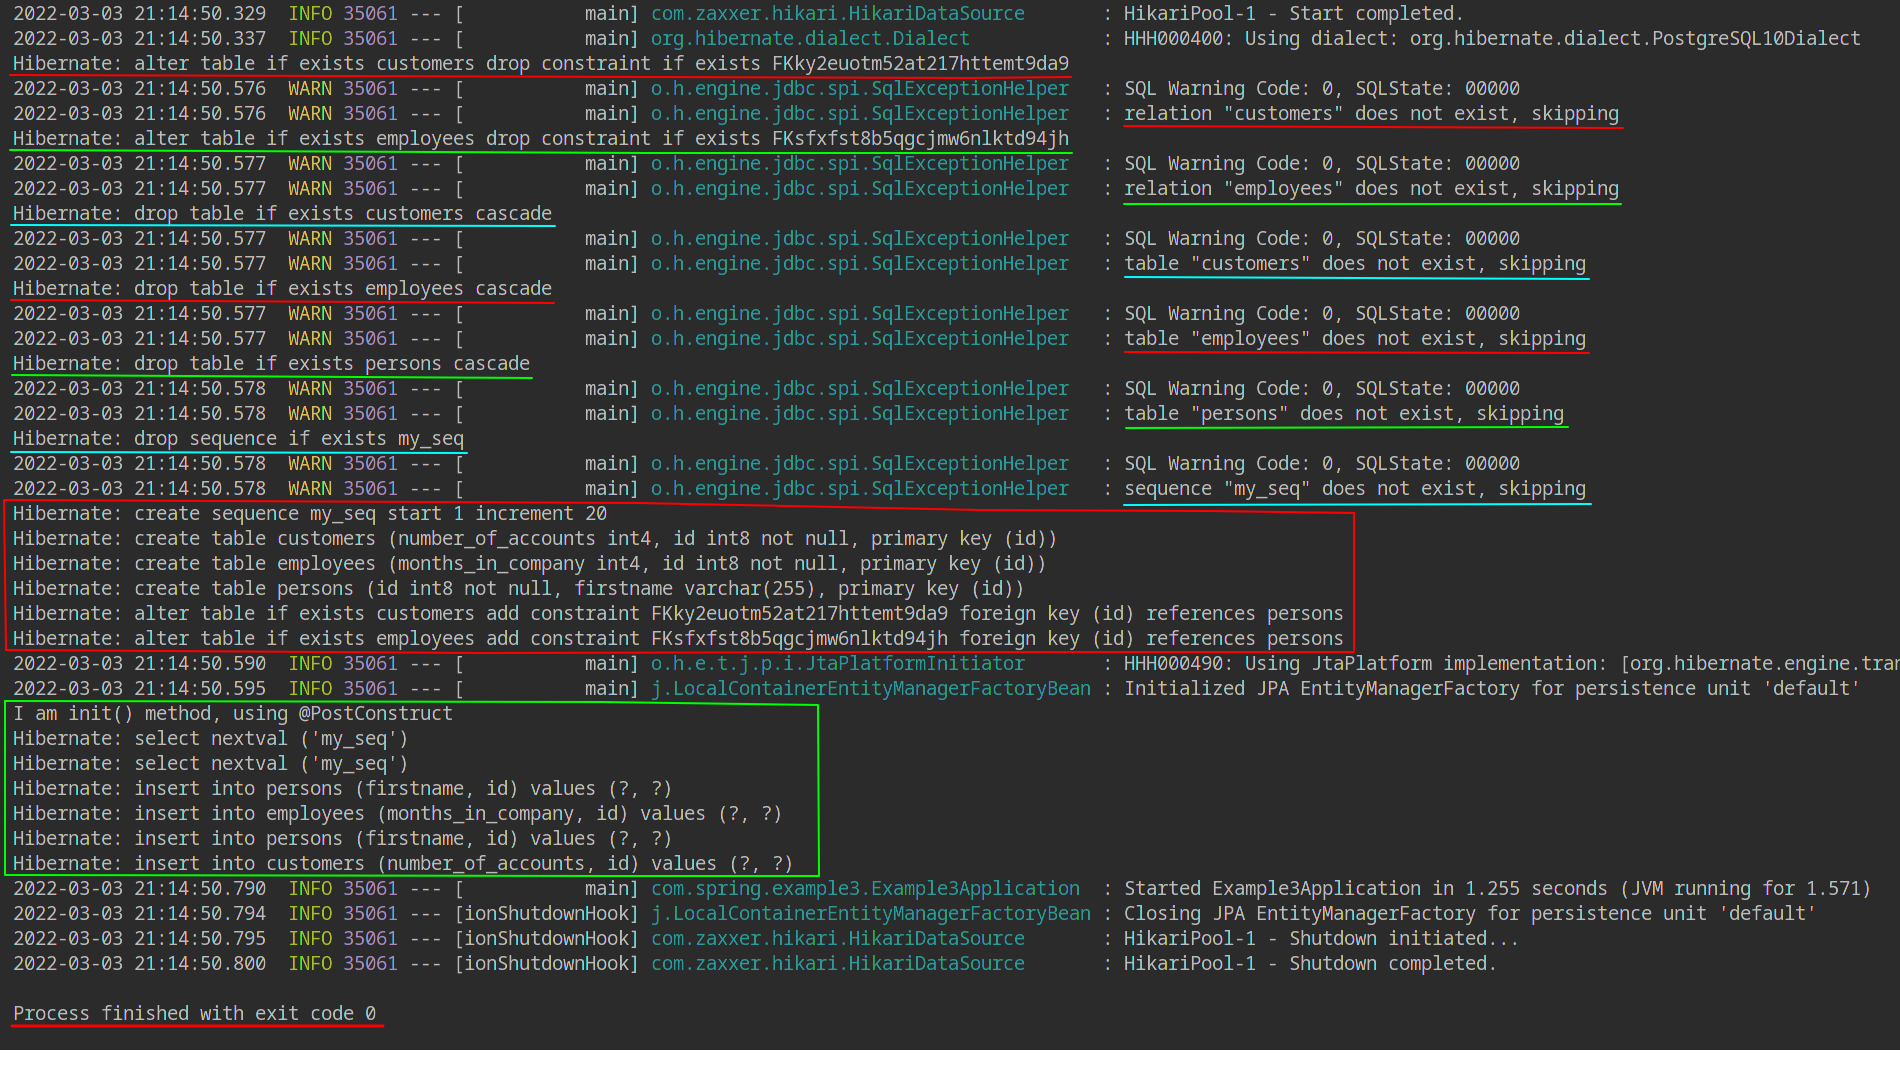 2022-03-03 21:14:50.329  INFO 35061 --- [           main] com.zaxxer.hikari.HikariDataSource       : HikariPool-1 - Start completed.
2022-03-03 21:14:50.337  INFO 35061 --- [           main] org.hibernate.dialect.Dialect            : HHH000400: Using dialect: org.hibernate.dialect.PostgreSQL10Dialect
Hibernate: alter table if exists customers drop constraint if exists FKky2euotm52at217httemt9da9
2022-03-03 21:14:50.576  WARN 35061 --- [           main] o.h.engine.jdbc.spi.SqlExceptionHelper   : SQL Warning Code: 0, SQLState: 00000
2022-03-03 21:14:50.576  WARN 35061 --- [           main] o.h.engine.jdbc.spi.SqlExceptionHelper   : relation "customers" does not exist, skipping
Hibernate: alter table if exists employees drop constraint if exists FKsfxfst8b5qgcjmw6nlktd94jh
2022-03-03 21:14:50.577  WARN 35061 --- [           main] o.h.engine.jdbc.spi.SqlExceptionHelper   : SQL Warning Code: 0, SQLState: 00000
2022-03-03 21:14:50.577  WARN 35061 --- [           main] o.h.engine.jdbc.spi.SqlExceptionHelper   : relation "employees" does not exist, skipping
Hibernate: drop table if exists customers cascade
2022-03-03 21:14:50.577  WARN 35061 --- [           main] o.h.engine.jdbc.spi.SqlExceptionHelper   : SQL Warning Code: 0, SQLState: 00000
2022-03-03 21:14:50.577  WARN 35061 --- [           main] o.h.engine.jdbc.spi.SqlExceptionHelper   : table "customers" does not exist, skipping
Hibernate: drop table if exists employees cascade
2022-03-03 21:14:50.577  WARN 35061 --- [           main] o.h.engine.jdbc.spi.SqlExceptionHelper   : SQL Warning Code: 0, SQLState: 00000
2022-03-03 21:14:50.577  WARN 35061 --- [           main] o.h.engine.jdbc.spi.SqlExceptionHelper   : table "employees" does not exist, skipping
Hibernate: drop table if exists persons cascade
2022-03-03 21:14:50.578  WARN 35061 --- [           main] o.h.engine.jdbc.spi.SqlExceptionHelper   : SQL Warning Code: 0, SQLState: 00000
2022-03-03 21:14:50.578  WARN 35061 --- [           main] o.h.engine.jdbc.spi.SqlExceptionHelper   : table "persons" does not exist, skipping
Hibernate: drop sequence if exists my_seq
2022-03-03 21:14:50.578  WARN 35061 --- [           main] o.h.engine.jdbc.spi.SqlExceptionHelper   : SQL Warning Code: 0, SQLState: 00000
2022-03-03 21:14:50.578  WARN 35061 --- [           main] o.h.engine.jdbc.spi.SqlExceptionHelper   : sequence "my_seq" does not exist, skipping
Hibernate: create sequence my_seq start 1 increment 20
Hibernate: create table customers (number_of_accounts int4, id int8 not null, primary key (id))
Hibernate: create table employees (months_in_company int4, id int8 not null, primary key (id))
Hibernate: create table persons (id int8 not null, firstname varchar(255), primary key (id))
Hibernate: alter table if exists customers add constraint FKky2euotm52at217httemt9da9 foreign key (id) references persons
Hibernate: alter table if exists employees add constraint FKsfxfst8b5qgcjmw6nlktd94jh foreign key (id) references persons
2022-03-03 21:14:50.590  INFO 35061 --- [           main] o.h.e.t.j.p.i.JtaPlatformInitiator       : HHH000490: Using JtaPlatform implementation: [org.hibernate.engine.tran
2022-03-03 21:14:50.595  INFO 35061 --- [           main] j.LocalContainerEntityManagerFactoryBean : Initialized JPA EntityManagerFactory for persistence unit 'default'
I am init() method, using @PostConstruct
Hibernate: select nextval ('my_seq')
Hibernate: select nextval ('my_seq')
Hibernate: insert into persons (firstname, id) values (?, ?)
Hibernate: insert into employees (months_in_company, id) values (?, ?)
Hibernate: insert into persons (firstname, id) values (?, ?)
Hibernate: insert into customers (number_of_accounts, id) values (?, ?)
2022-03-03 21:14:50.790  INFO 35061 --- [           main] com.spring.example3.Example3Application  : Started Example3Application in 1.255 seconds (JVM running for 1.571)
2022-03-03 21:14:50.794  INFO 35061 --- [ionShutdownHook] j.LocalContainerEntityManagerFactoryBean : Closing JPA EntityManagerFactory for persistence unit 'default'
2022-03-03 21:14:50.795  INFO 35061 --- [ionShutdownHook] com.zaxxer.hikari.HikariDataSource       : HikariPool-1 - Shutdown initiated...
2022-03-03 21:14:50.800  INFO 35061 --- [ionShutdownHook] com.zaxxer.hikari.HikariDataSource       : HikariPool-1 - Shutdown completed.
Process finished with exit code 0